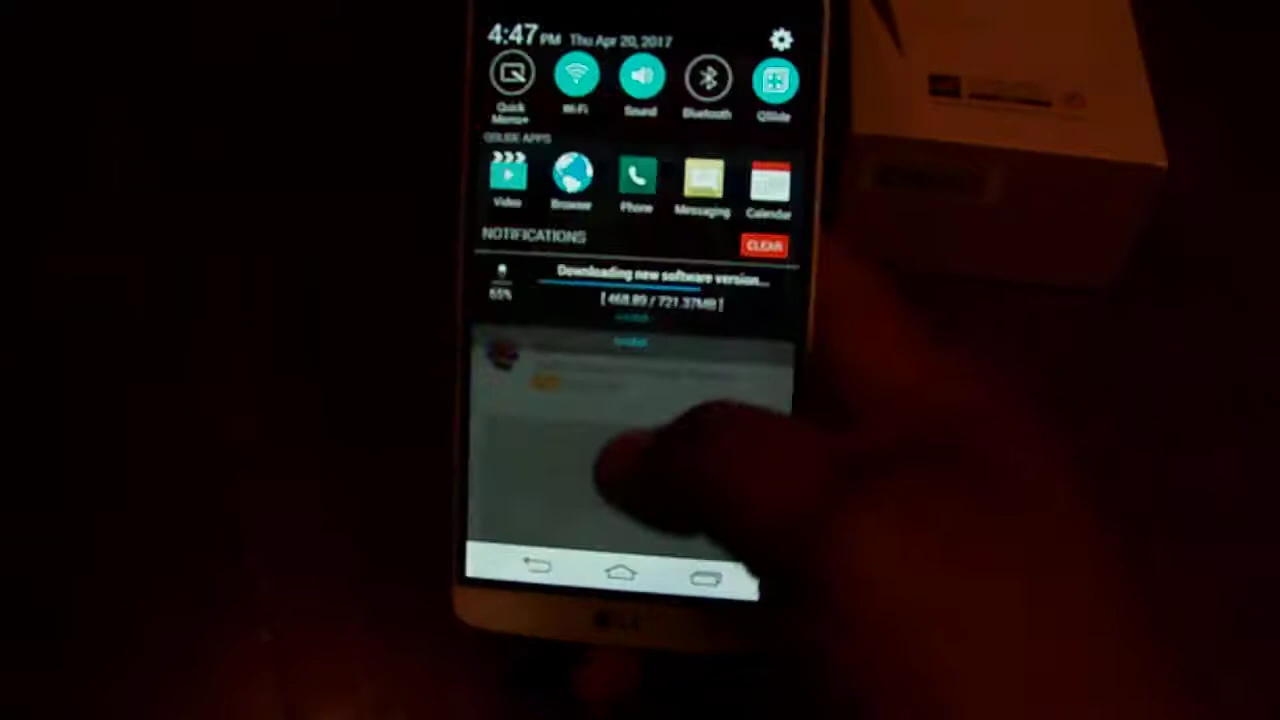 4:47 PM Thu Apr 20, 2017
Quick Memo+
Wi-Fi
Sound
Bluetooth
QSlide
QSLIDE APPS
Video
Browser
Phone
Messaging
Calendar
NOTIFICATIONS
CLEAR
Downloading new software version...
65%
[ 468.89 / 721.37MB ]
LG